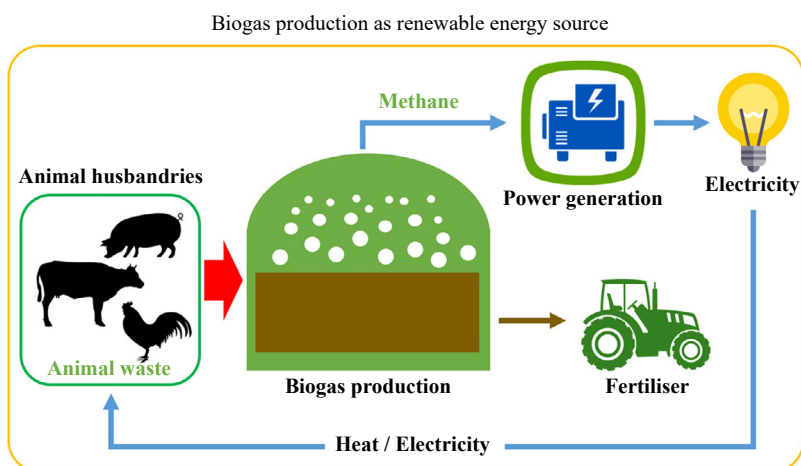 Biogas production as renewable energy source
Methane
Animal husbandries
Power generation
Electricity
Animal waste
Biogas production
Fertiliser
Heat / Electricity